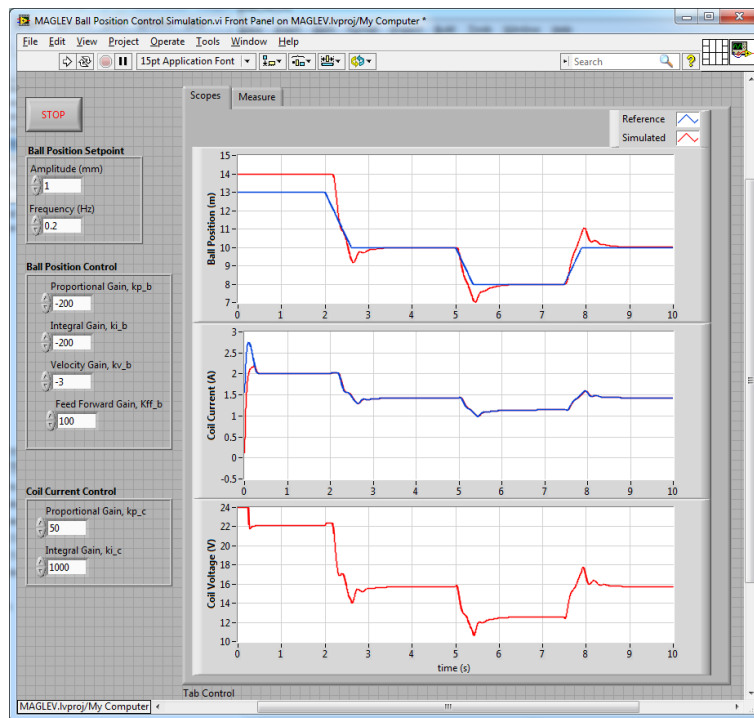 MAGLEV Ball Position Control Simulation.vi Front Panel on MAGLEV.lvproj/My Computer *
File Edit View Project Operate Tools Window Help
15pt Application Font Search ?
Scopes Measure
STOP
Reference
Simulated
Ball Position Setpoint
Amplitude (mm)
1
Frequency (Hz)
0.2
Ball Position Control
Proportional Gain, kp_b
-200
Integral Gain, ki_b
-200
Velocity Gain, kv_b
-3
Feed Forward Gain, Kff_b
100
Coil Current Control
Proportional Gain, kp_c
50
Integral Gain, ki_c
1000
Ball Position (m)
15
14
13
12
11
10
9
8
7
0 1 2 3 4 5 6 7 8 9 10
Coil Current (A)
3
2.5
2
1.5
1
0.5
0
-0.5
0 1 2 3 4 5 6 7 8 9 10
Coil Voltage (V)
24
22
20
18
16
14
12
10
0 1 2 3 4 5 6 7 8 9 10
time (s)
Tab Control
MAGLEV.lvproj/My Computer